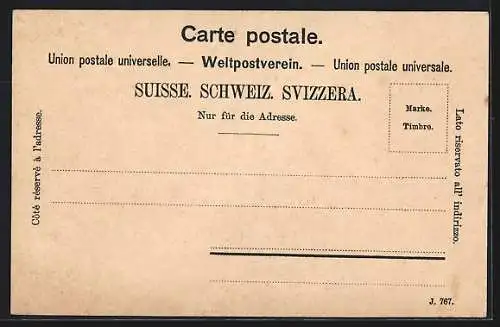 Carte postale.
Union postale universelle. — Weltpostverein. — Union postale universale.
SUISSE. SCHWEIZ. SVIZZERA.
Nur für die Adresse.
Marke.
Timbre.
Côté réservé à l'adresse.
Lato riservato all' indirizzo.
J. 767.